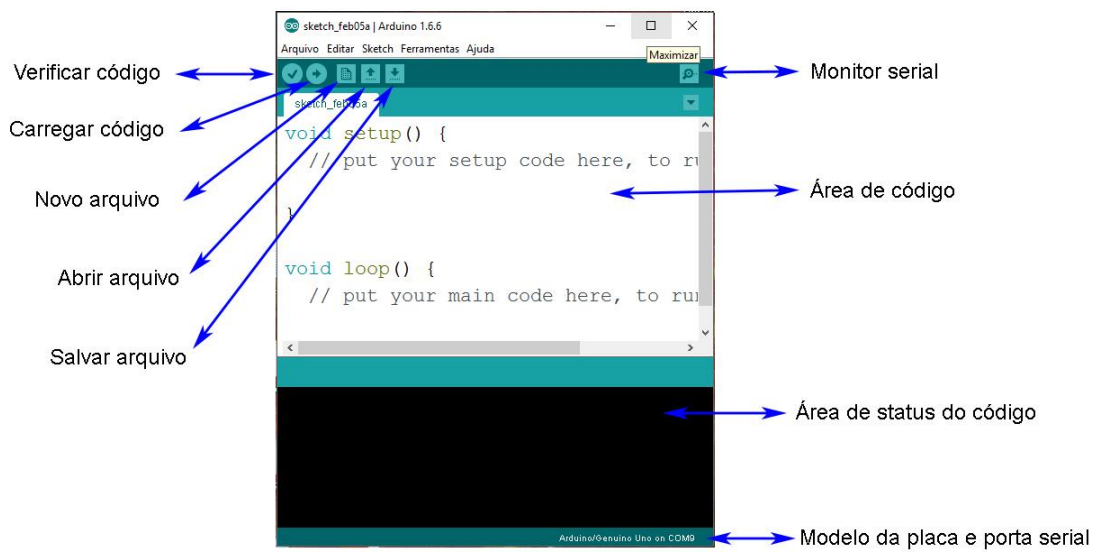 sketch_feb05a | Arduino 1.6.6
Arquivo Editar Sketch Ferramentas Ajuda
Maximizar
Verificar código
Monitor serial
sketch_feb05a
Carregar código
void setup() {
// put your setup code here, to ru
Novo arquivo
Área de código
}
Abrir arquivo
void loop() {
// put your main code here, to run
Salvar arquivo
Área de status do código
Arduino/Genuino Uno on COM9
Modelo da placa e porta serial